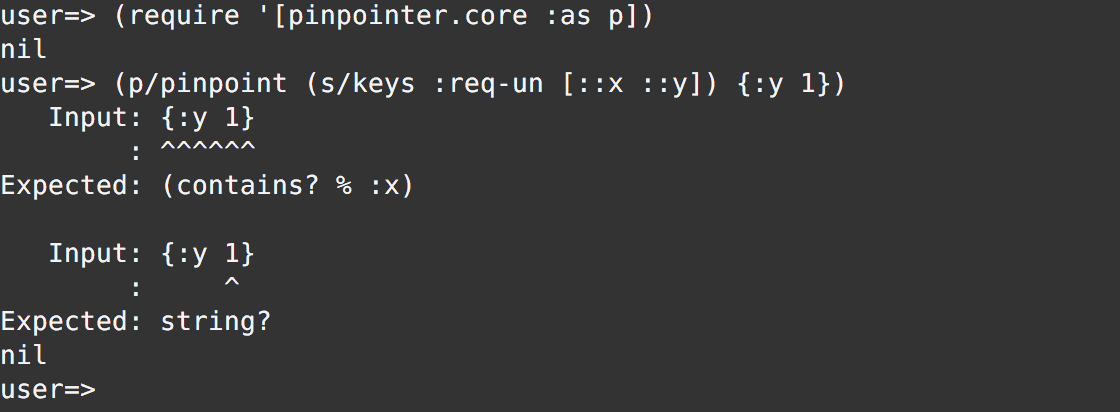 user=> (require '[pinpointer.core :as p])
nil
user=> (p/pinpoint (s/keys :req-un [::x ::y]) {:y 1})
   Input: {:y 1}
        : ^^^^^^
Expected: (contains? % :x)

   Input: {:y 1}
        :     ^
Expected: string?
nil
user=>